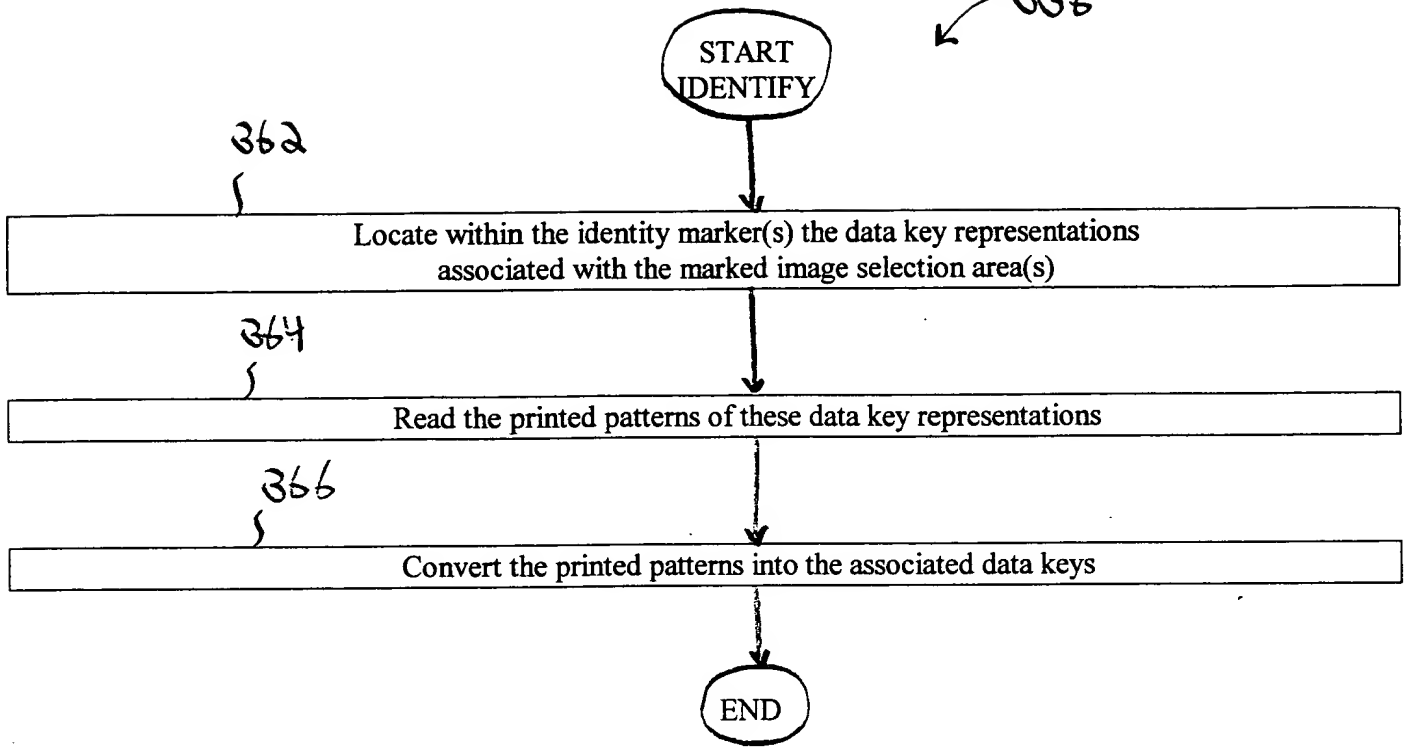 START
IDENTIFY
362
Locate within the identity marker(s) the data key representations
associated with the marked image selection area(s)
364
Read the printed patterns of these data key representations
366
Convert the printed patterns into the associated data keys
END